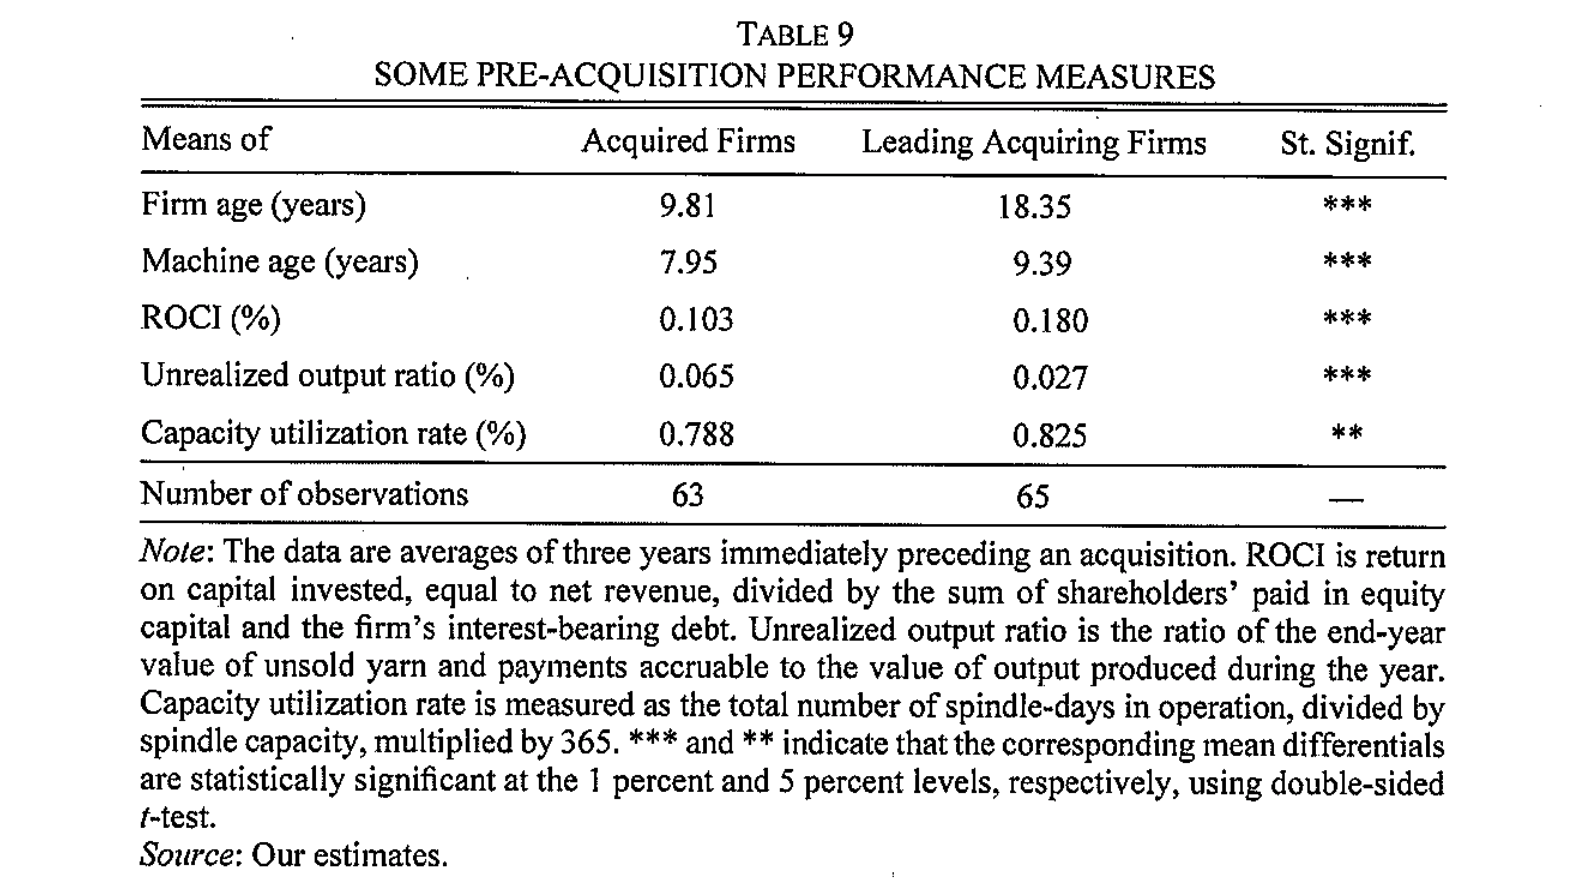 TABLE 9
SOME PRE-ACQUISITION PERFORMANCE MEASURES
Means of Acquired Firms Leading Acquiring Firms St. Signif.
Firm age (years) 9.81 18.35 ***
Machine age (years) 7.95 9.39 ***
ROCI (%) 0.103 0.180 ***
Unrealized output ratio (%) 0.065 0.027 ***
Capacity utilization rate (%) 0.788 0.825 **
Number of observations 63 65 —
Note: The data are averages of three years immediately preceding an acquisition. ROCI is return
on capital invested, equal to net revenue, divided by the sum of shareholders' paid in equity
capital and the firm's interest-bearing debt. Unrealized output ratio is the ratio of the end-year
value of unsold yarn and payments accruable to the value of output produced during the year.
Capacity utilization rate is measured as the total number of spindle-days in operation, divided by
spindle capacity, multiplied by 365. *** and ** indicate that the corresponding mean differentials
are statistically significant at the 1 percent and 5 percent levels, respectively, using double-sided
t-test.
Source: Our estimates.